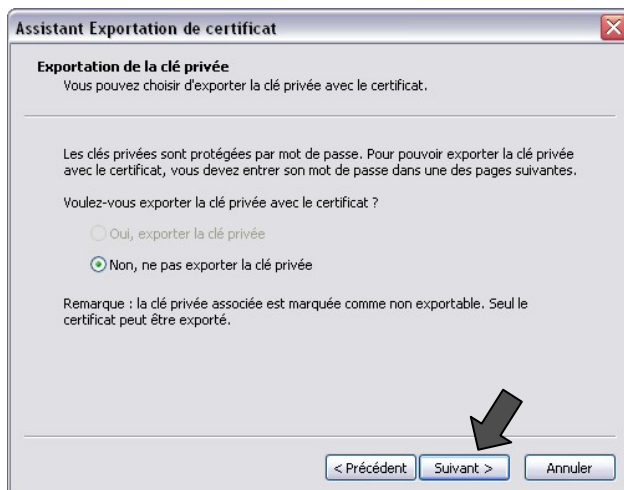 Assistant Exportation de certificat
Exportation de la clé privée
Vous pouvez choisir d'exporter la clé privée avec le certificat.
Les clés privées sont protégées par mot de passe. Pour pouvoir exporter la clé privée
avec le certificat, vous devez entrer son mot de passe dans une des pages suivantes.
Voulez-vous exporter la clé privée avec le certificat ?
Oui, exporter la clé privée
Non, ne pas exporter la clé privée
Remarque : la clé privée associée est marquée comme non exportable. Seul le
certificat peut être exporté.
< Précédent Suivant > Annuler